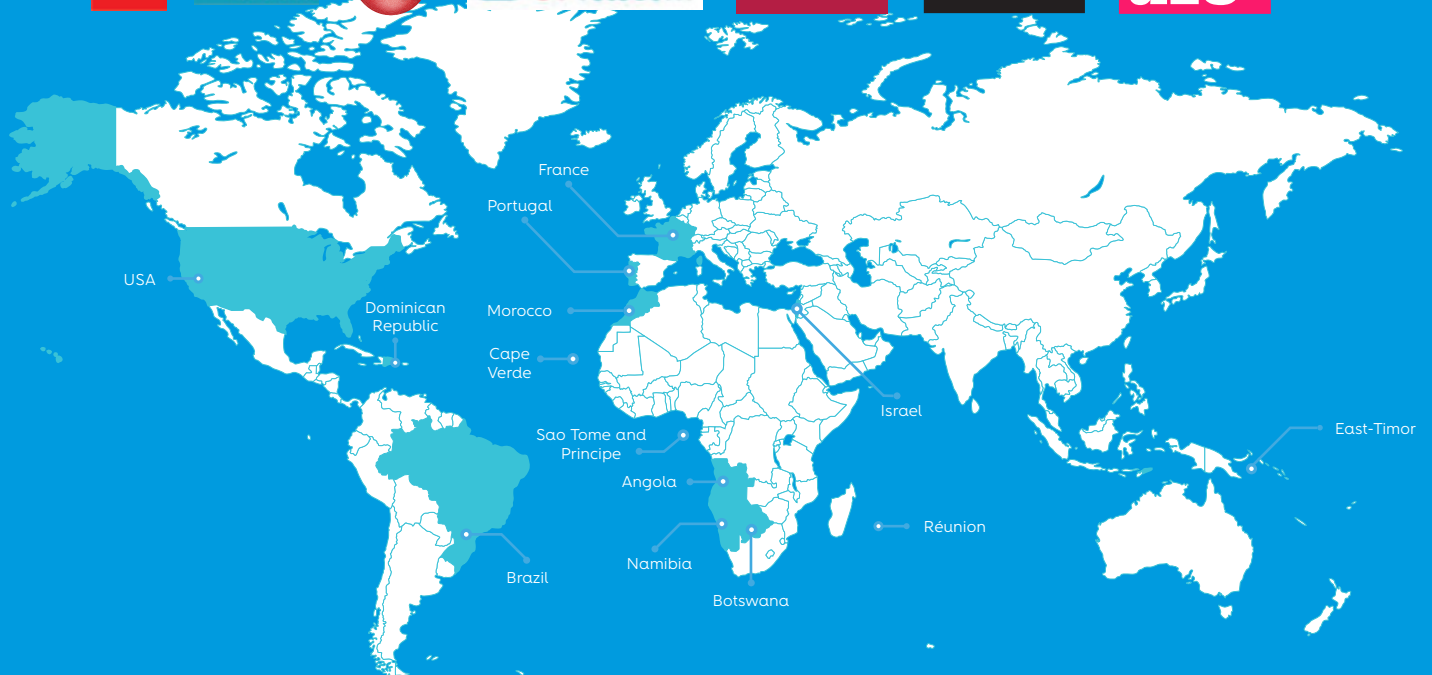 France
Portugal
USA
Dominican
Republic
Morocco
Cape
Verde
Israel
Sao Tome and
Principe
East-Timor
Angola
Réunion
Namibia
Brazil
Botswana